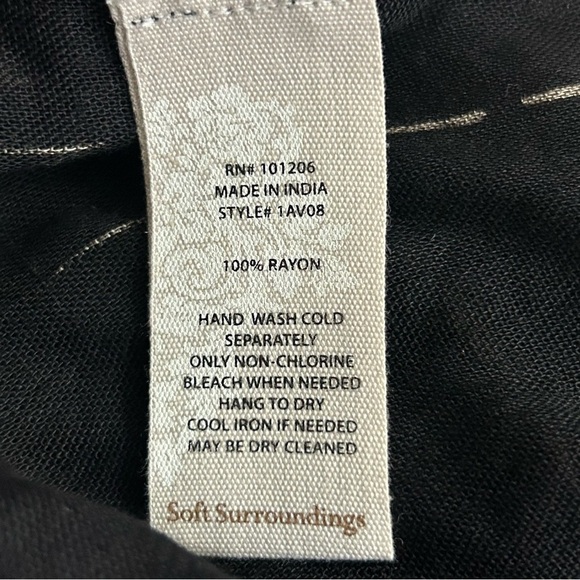 RN# 101206
MADE IN INDIA
STYLE# 1AV08
100% RAYON
HAND WASH COLD
SEPARATELY
ONLY NON-CHLORINE
BLEACH WHEN NEEDED
HANG TO DRY
COOL IRON IF NEEDED
MAY BE DRY CLEANED
Soft Surroundings